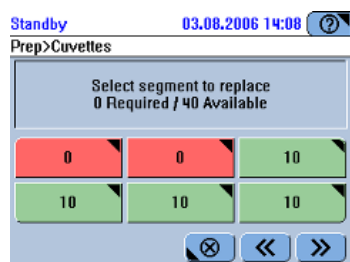 Standby 03.08.2006 14:08 ?
Prep>Cuvettes
Select segment to replace
0 Required / 40 Available
0 0 10
10 10 10